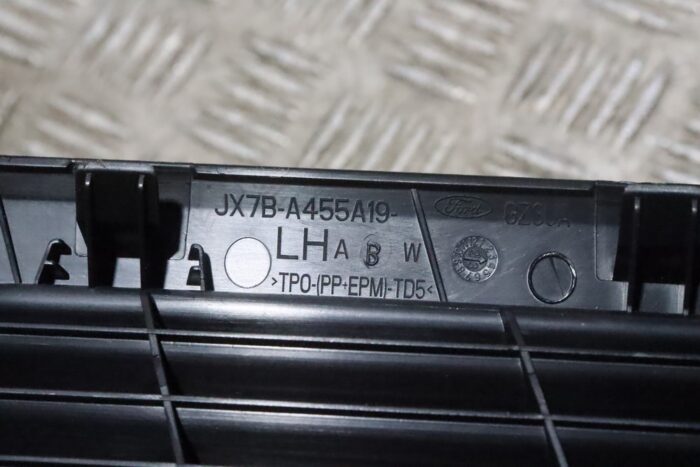 JX7B-A455A19-
LH A B W
>TPO-(PP+EPM)-TD5<
Ford